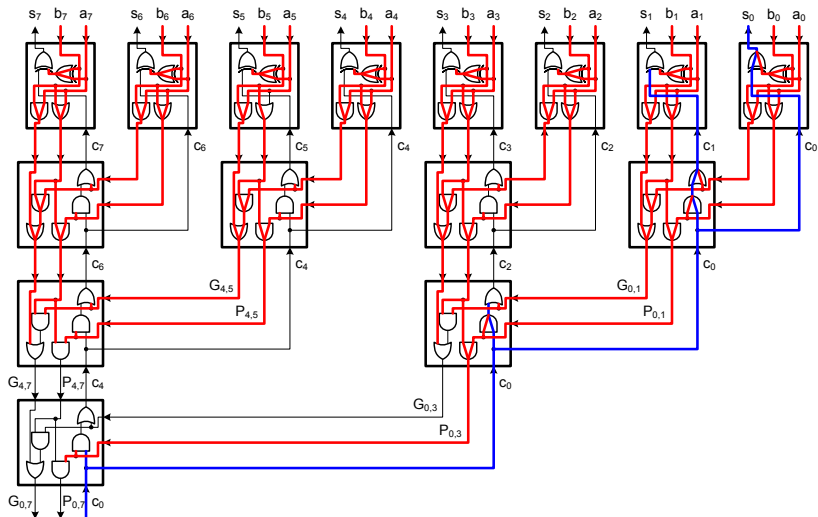 s7 b7 a7 s6 b6 a6 s5 b5 a5 s4 b4 a4 s3 b3 a3 s2 b2 a2 s1 b1 a1 s0 b0 a0
c7 c6 c5 c4 c3 c2 c1 c0
c6 G4,5 c4 c2 G0,1 c0
P4,5 P0,1
G4,7 P4,7 c4 c0
G0,3
P0,3
G0,7 P0,7 c0